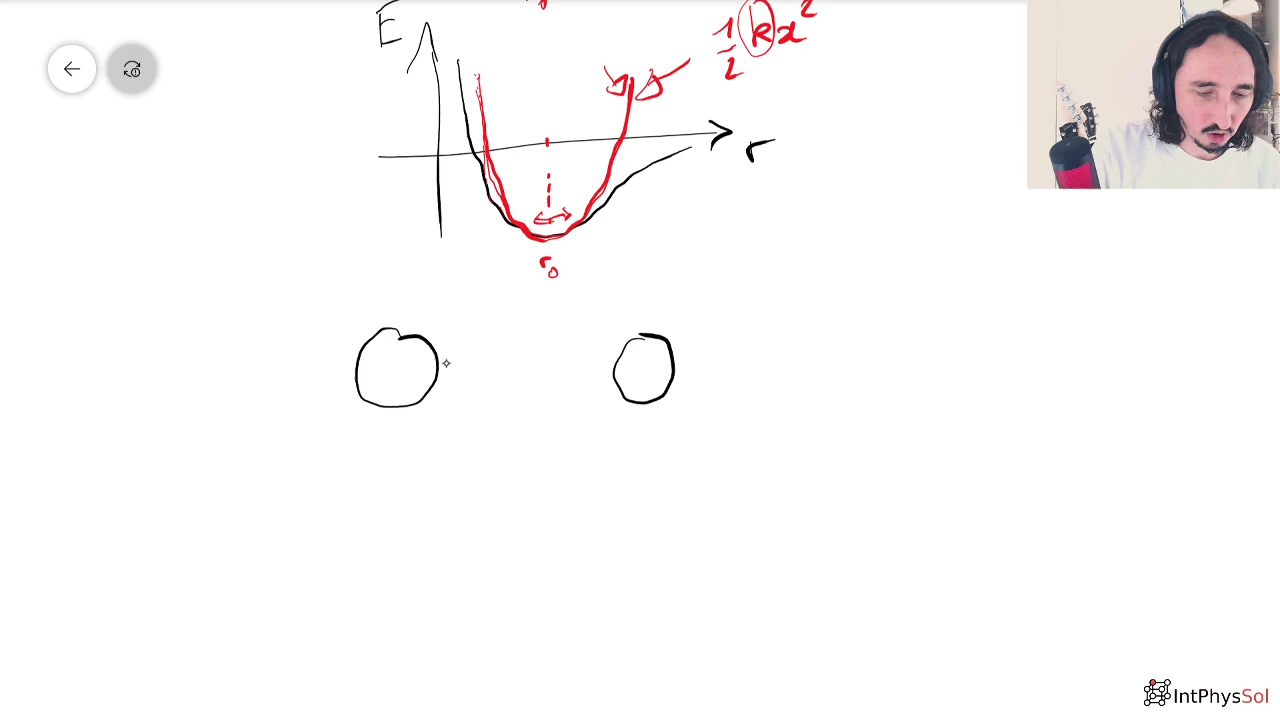 E
1/2 kx²
r
r₀
IntPhysSol